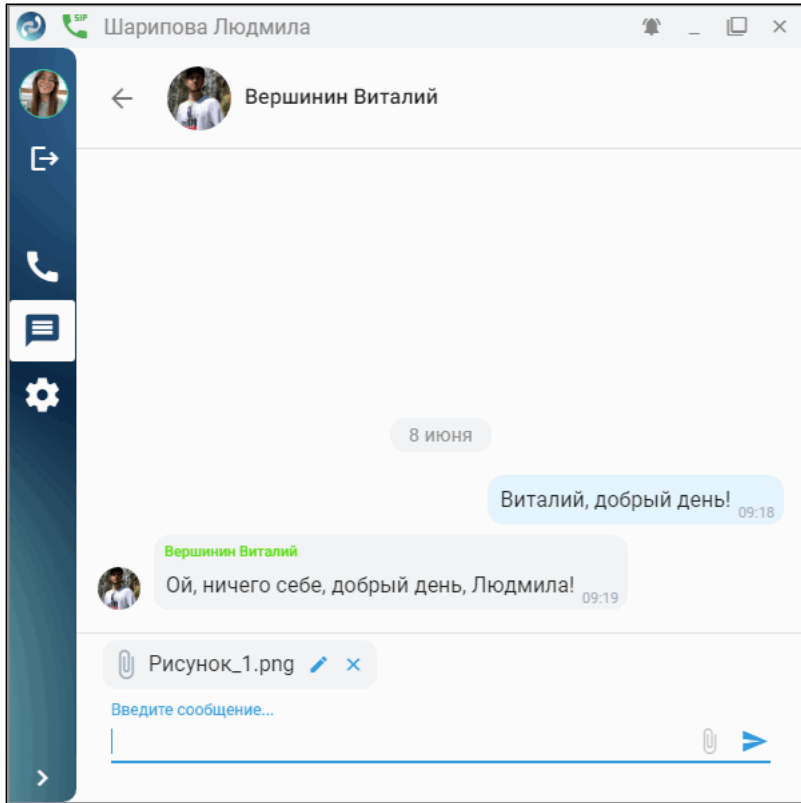 SIP
Шарипова Людмила
Вершинин Виталий
8 июня
Виталий, добрый день!
09:18
Вершинин Виталий
Ой, ничего себе, добрый день, Людмила!
09:19
Рисунок_1.png
Введите сообщение...